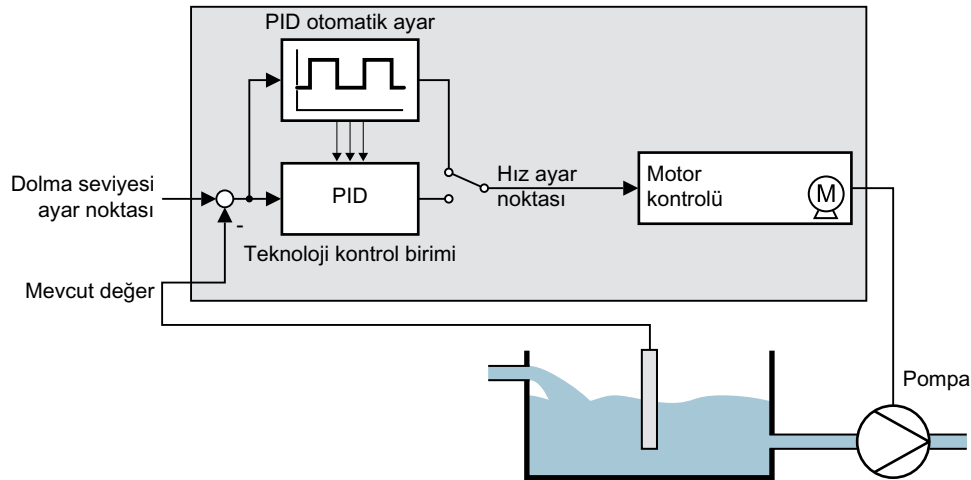 PID otomatik ayar
Dolma seviyesi
ayar noktası
-
PID
Hız ayar
noktası
Motor
kontrolü
M
Teknoloji kontrol birimi
Mevcut değer
Pompa